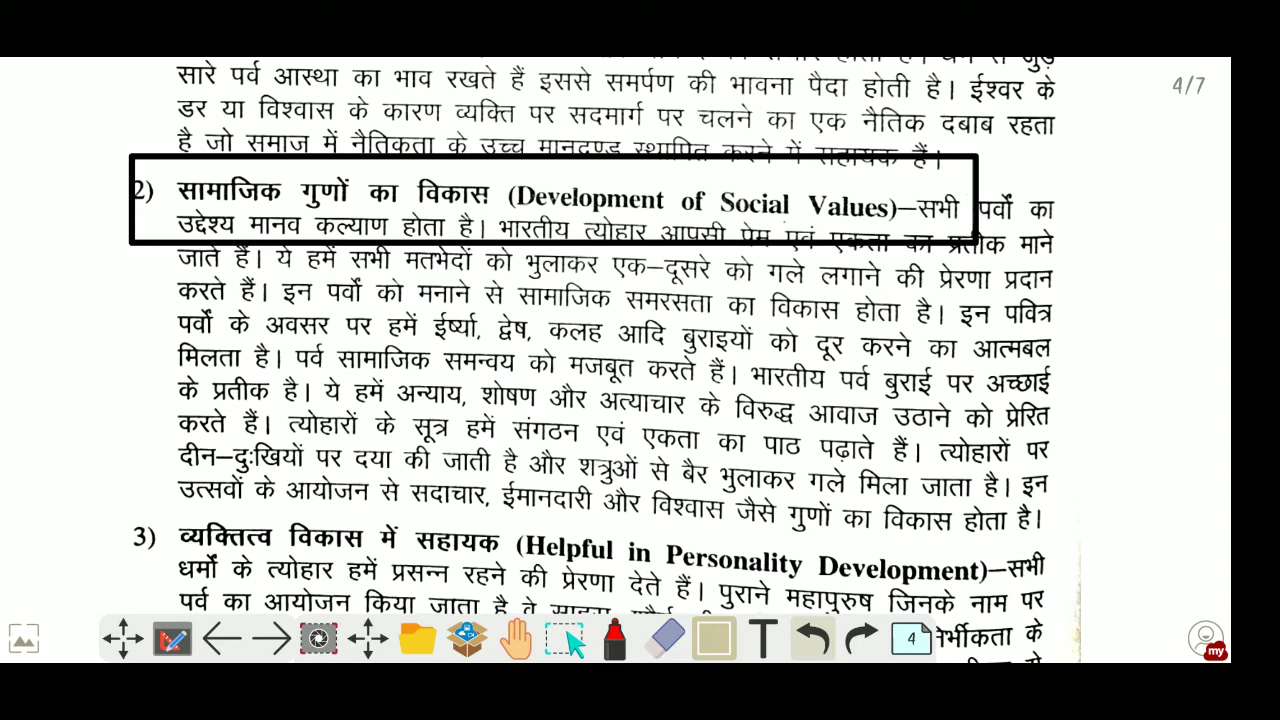 सारे पर्व आस्था का भाव रखते हैं इससे समर्पण की भावना पैदा होती है। ईश्वर के
डर या विश्वास के कारण व्यक्ति पर सदमार्ग पर चलने का एक नैतिक दबाब रहता
है जो समाज में नैतिकता के उच्च मानदण्ड स्थापित करने में सहायक हैं।
2) सामाजिक गुणों का विकास (Development of Social Values)–सभी पर्वों का
उद्देश्य मानव कल्याण होता है। भारतीय त्योहार आपसी प्रेम एवं एकता का प्रतीक माने
जाते हैं। ये हमें सभी मतभेदों को भुलाकर एक–दूसरे को गले लगाने की प्रेरणा प्रदान
करते हैं। इन पर्वों को मनाने से सामाजिक समरसता का विकास होता है। इन पवित्र
पर्वों के अवसर पर हमें ईर्ष्या, द्वेष, कलह आदि बुराइयों को दूर करने का आत्मबल
मिलता है। पर्व सामाजिक समन्वय को मजबूत करते हैं। भारतीय पर्व बुराई पर अच्छाई
के प्रतीक है। ये हमें अन्याय, शोषण और अत्याचार के विरुद्ध आवाज उठाने को प्रेरित
करते हैं। त्योहारों के सूत्र हमें संगठन एवं एकता का पाठ पढ़ाते हैं। त्योहारों पर
दीन–दुःखियों पर दया की जाती है और शत्रुओं से बैर भुलाकर गले मिला जाता है। इन
उत्सवों के आयोजन से सदाचार, ईमानदारी और विश्वास जैसे गुणों का विकास होता है।
3) व्यक्तित्व विकास में सहायक (Helpful in Personality Development)–सभी
धर्मों के त्योहार हमें प्रसन्न रहने की प्रेरणा देते हैं। पुराने महापुरुष जिनके नाम पर
पर्व का आयोजन किया जाता है वे
निर्भीकता के
4/7
T
4
my